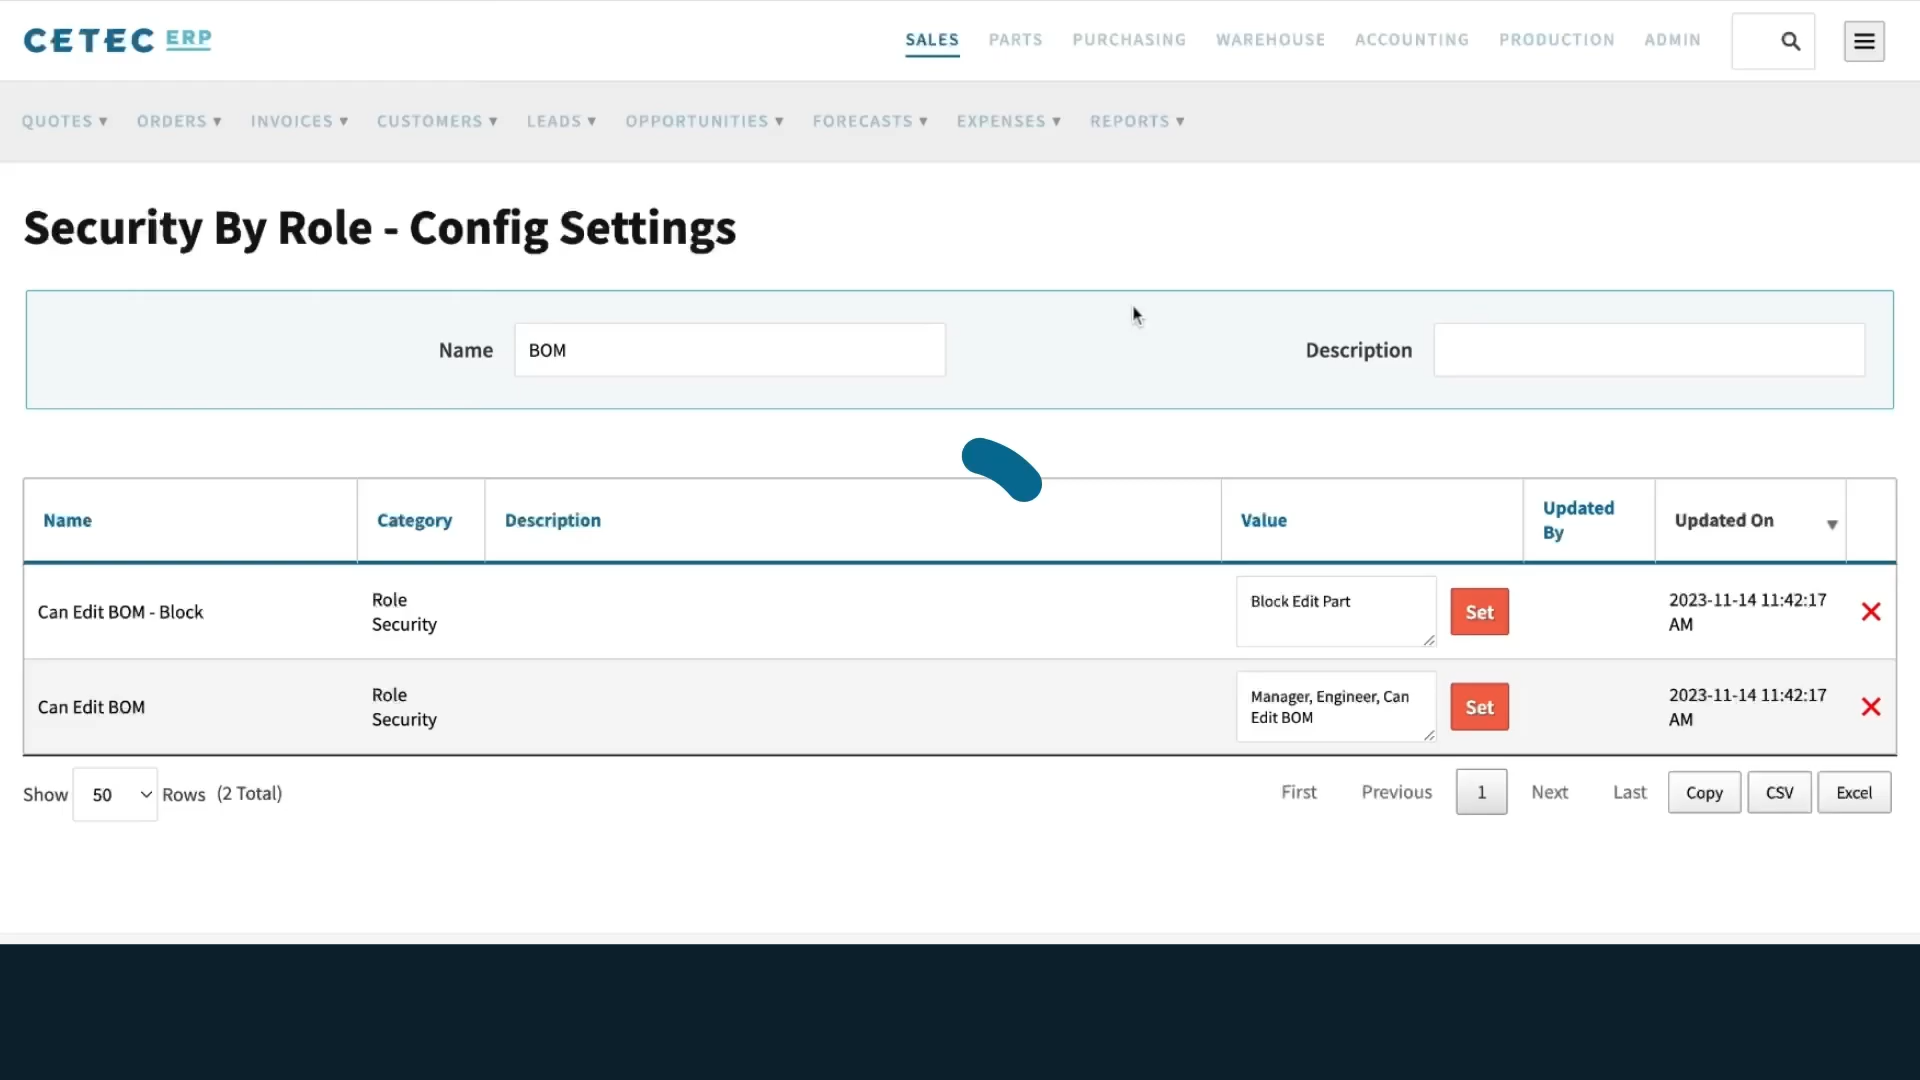 CETEC ERP
SALES PARTS PURCHASING WAREHOUSE ACCOUNTING PRODUCTION ADMIN
QUOTES ▾ ORDERS ▾ INVOICES ▾ CUSTOMERS ▾ LEADS ▾ OPPORTUNITIES ▾ FORECASTS ▾ EXPENSES ▾ REPORTS ▾
Security By Role - Config Settings
Name BOM Description
Name Category Description Value Updated By Updated On ▼
Can Edit BOM - Block Role Security Block Edit Part Set 2023-11-14 11:42:17 AM
Can Edit BOM Role Security Manager, Engineer, Can Edit BOM Set 2023-11-14 11:42:17 AM
Show 50 Rows (2 Total) First Previous 1 Next Last Copy CSV Excel